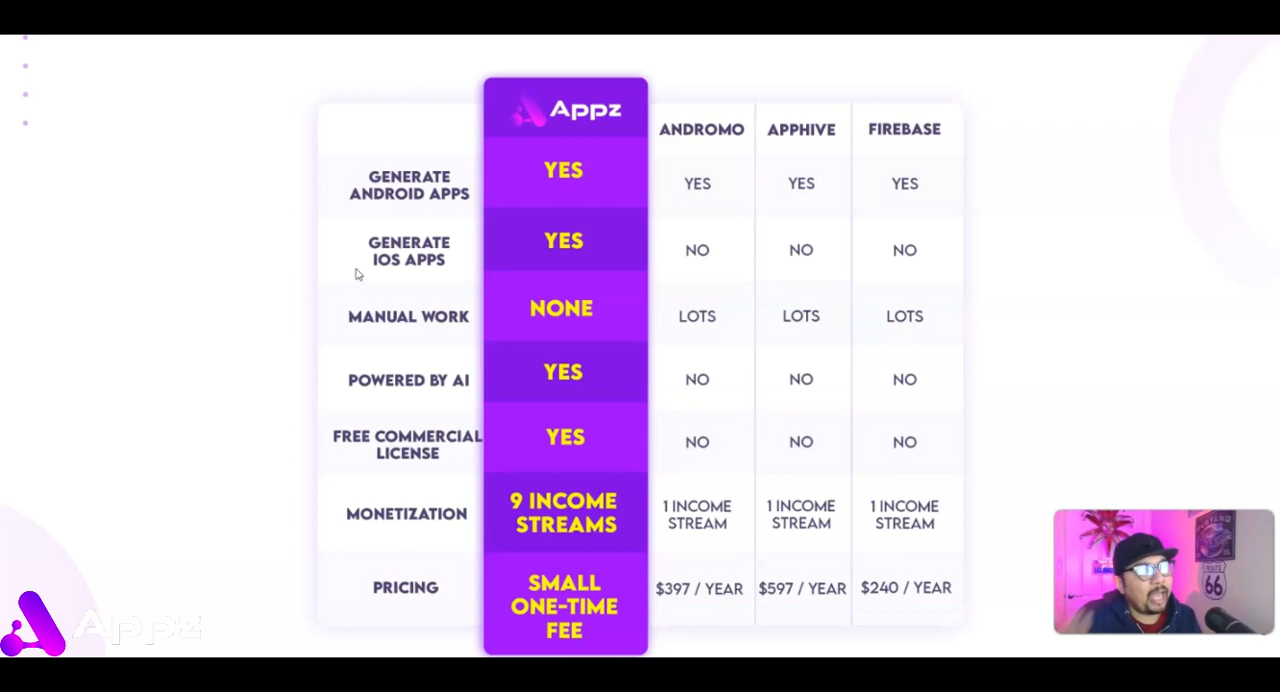 Appz
ANDROMO APPHIVE FIREBASE
GENERATE
ANDROID APPS
YES YES YES YES
GENERATE
IOS APPS
YES NO NO NO
MANUAL WORK NONE LOTS LOTS LOTS
POWERED BY AI YES NO NO NO
FREE COMMERCIAL
LICENSE
YES NO NO NO
MONETIZATION
9 INCOME
STREAMS
1 INCOME
STREAM
1 INCOME
STREAM
1 INCOME
STREAM
PRICING
SMALL
ONE-TIME
FEE
$397 / YEAR $597 / YEAR $240 / YEAR
Appz
MUSTANG
ROUTE
66